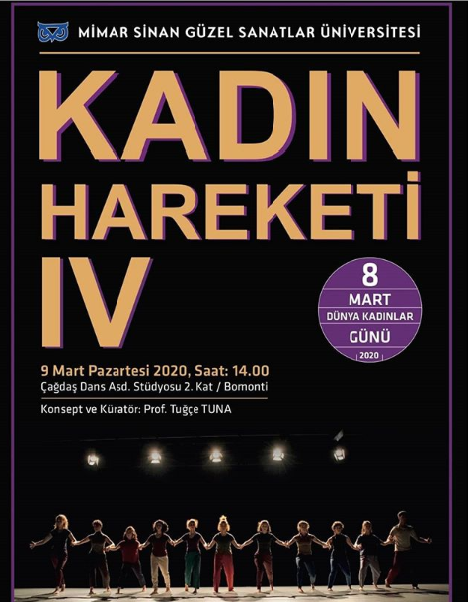 MİMAR SİNAN GÜZEL SANATLAR ÜNİVERSİTESİ
KADIN
HAREKETİ
IV
8
MART
DÜNYA KADINLAR
GÜNÜ
2020
9 Mart Pazartesi 2020, Saat: 14.00
Çağdaş Dans Asd. Stüdyosu 2. Kat / Bomonti
Konsept ve Küratör: Prof. Tuğçe TUNA